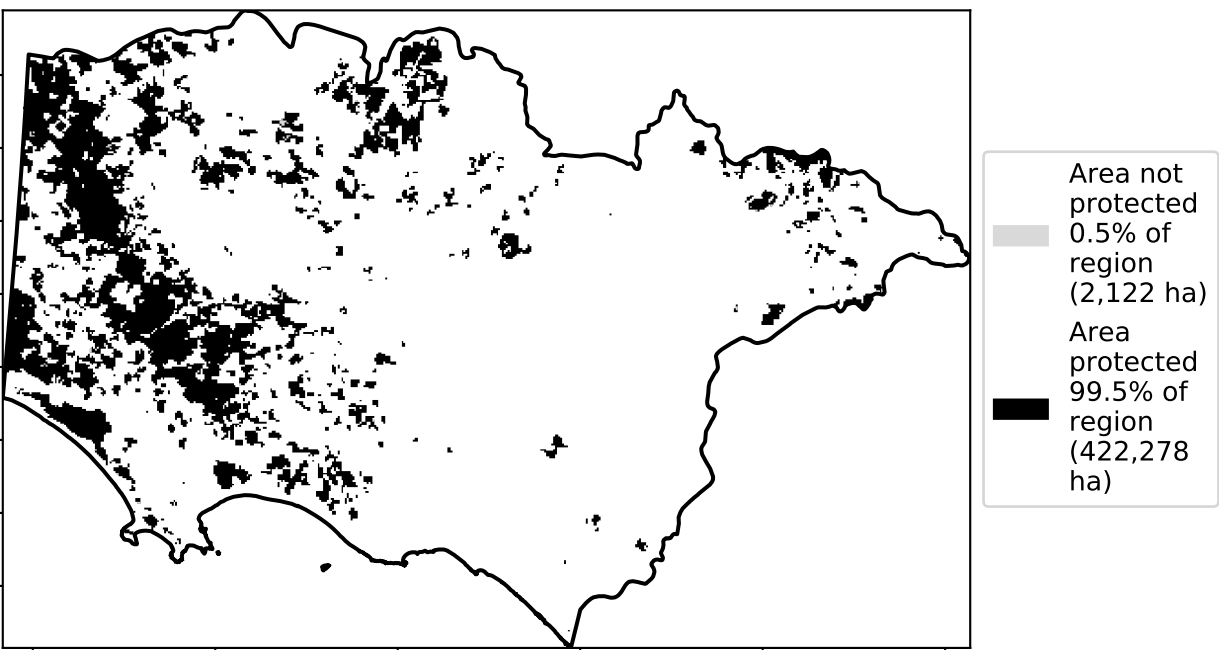 Area not
protected
0.5% of
region
(2,122 ha)
Area
protected
99.5% of
region
(422,278
ha)